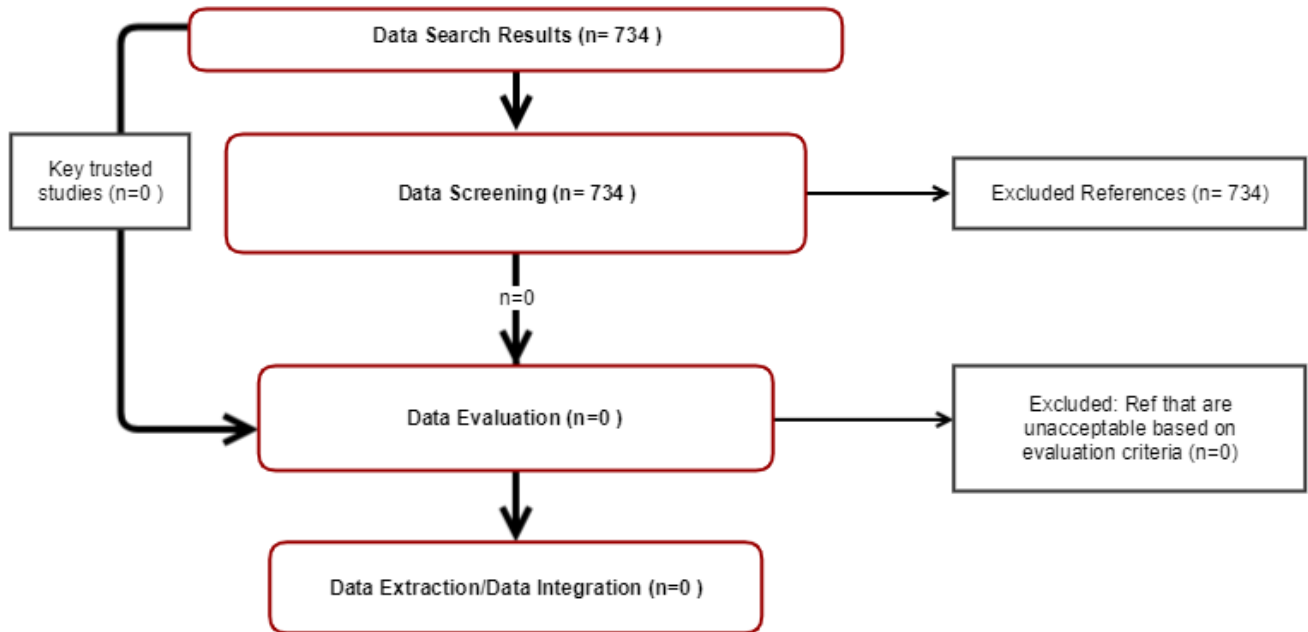 Data Search Results (n= 734 )
Key trusted
studies (n=0 )
Data Screening (n= 734 )
Excluded References (n= 734)
n=0
Data Evaluation (n=0 )
Excluded: Ref that are
unacceptable based on
evaluation criteria (n=0)
Data Extraction/Data Integration (n=0 )